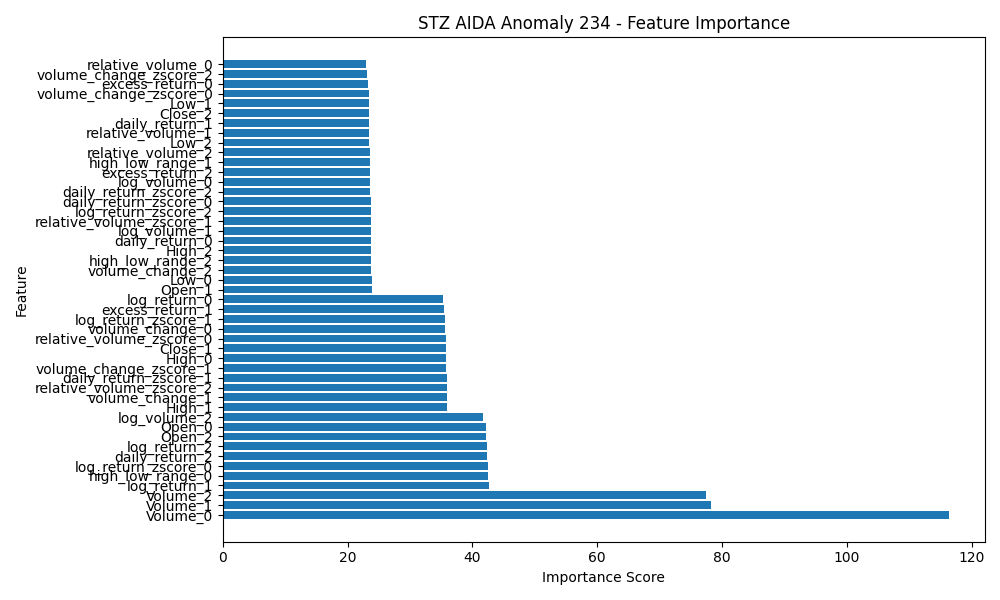 STZ AIDA Anomaly 234 - Feature Importance
relative_volume_0
volume_change_zscore_2
excess_return_0
volume_change_zscore_0
Low_1
Close_2
daily_return_1
relative_volume_1
Low_2
relative_volume_2
high_low_range_1
excess_return_2
log_volume_0
daily_return_zscore_2
daily_return_zscore_0
log_return_zscore_2
relative_volume_zscore_1
log_volume_1
daily_return_0
High_2
high_low_range_2
volume_change_2
Low_0
Open_1
log_return_0
excess_return_1
log_return_zscore_1
volume_change_0
relative_volume_zscore_0
Close_1
High_0
volume_change_zscore_1
daily_return_zscore_1
relative_volume_zscore_2
volume_change_1
High_1
log_volume_2
Open_0
Open_2
log_return_2
daily_return_2
log_return_zscore_0
high_low_range_0
log_return_1
Volume_2
Volume_1
Volume_0
Feature
0 20 40 60 80 100 120
Importance Score